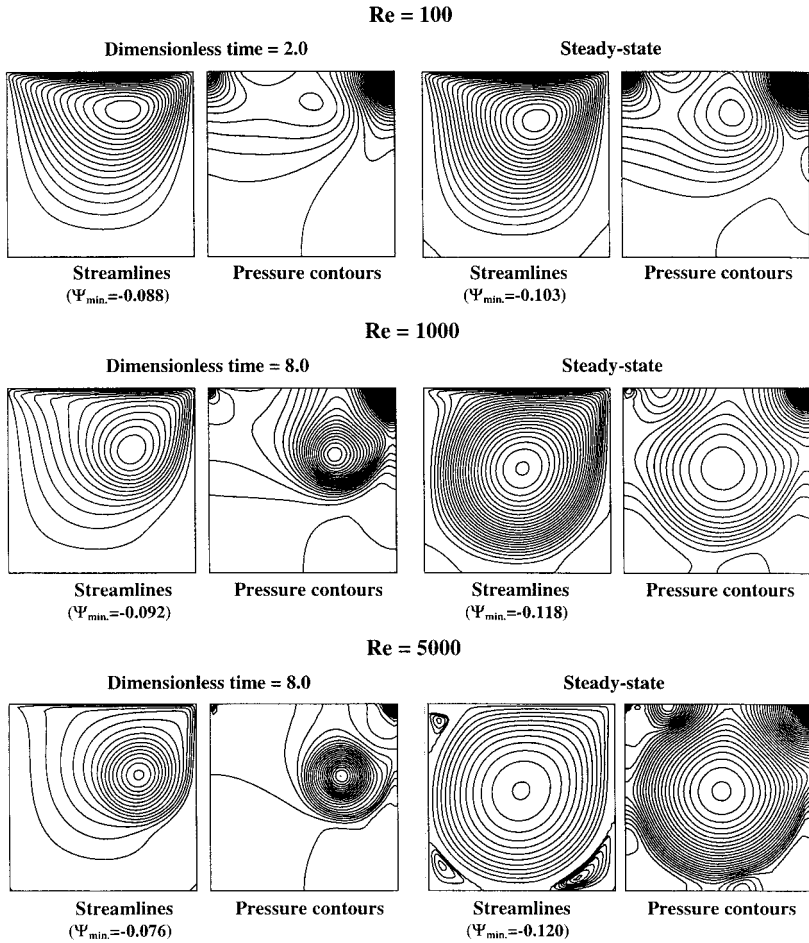 Re = 100
Dimensionless time = 2.0
Steady-state
Streamlines
(Ψmin.=-0.088)
Pressure contours
Streamlines
(Ψmin.=-0.103)
Pressure contours
Re = 1000
Dimensionless time = 8.0
Steady-state
Streamlines
(Ψmin.=-0.092)
Pressure contours
Streamlines
(Ψmin.=-0.118)
Pressure contours
Re = 5000
Dimensionless time = 8.0
Steady-state
Streamlines
(Ψmin.=-0.076)
Pressure contours
Streamlines
(Ψmin.=-0.120)
Pressure contours